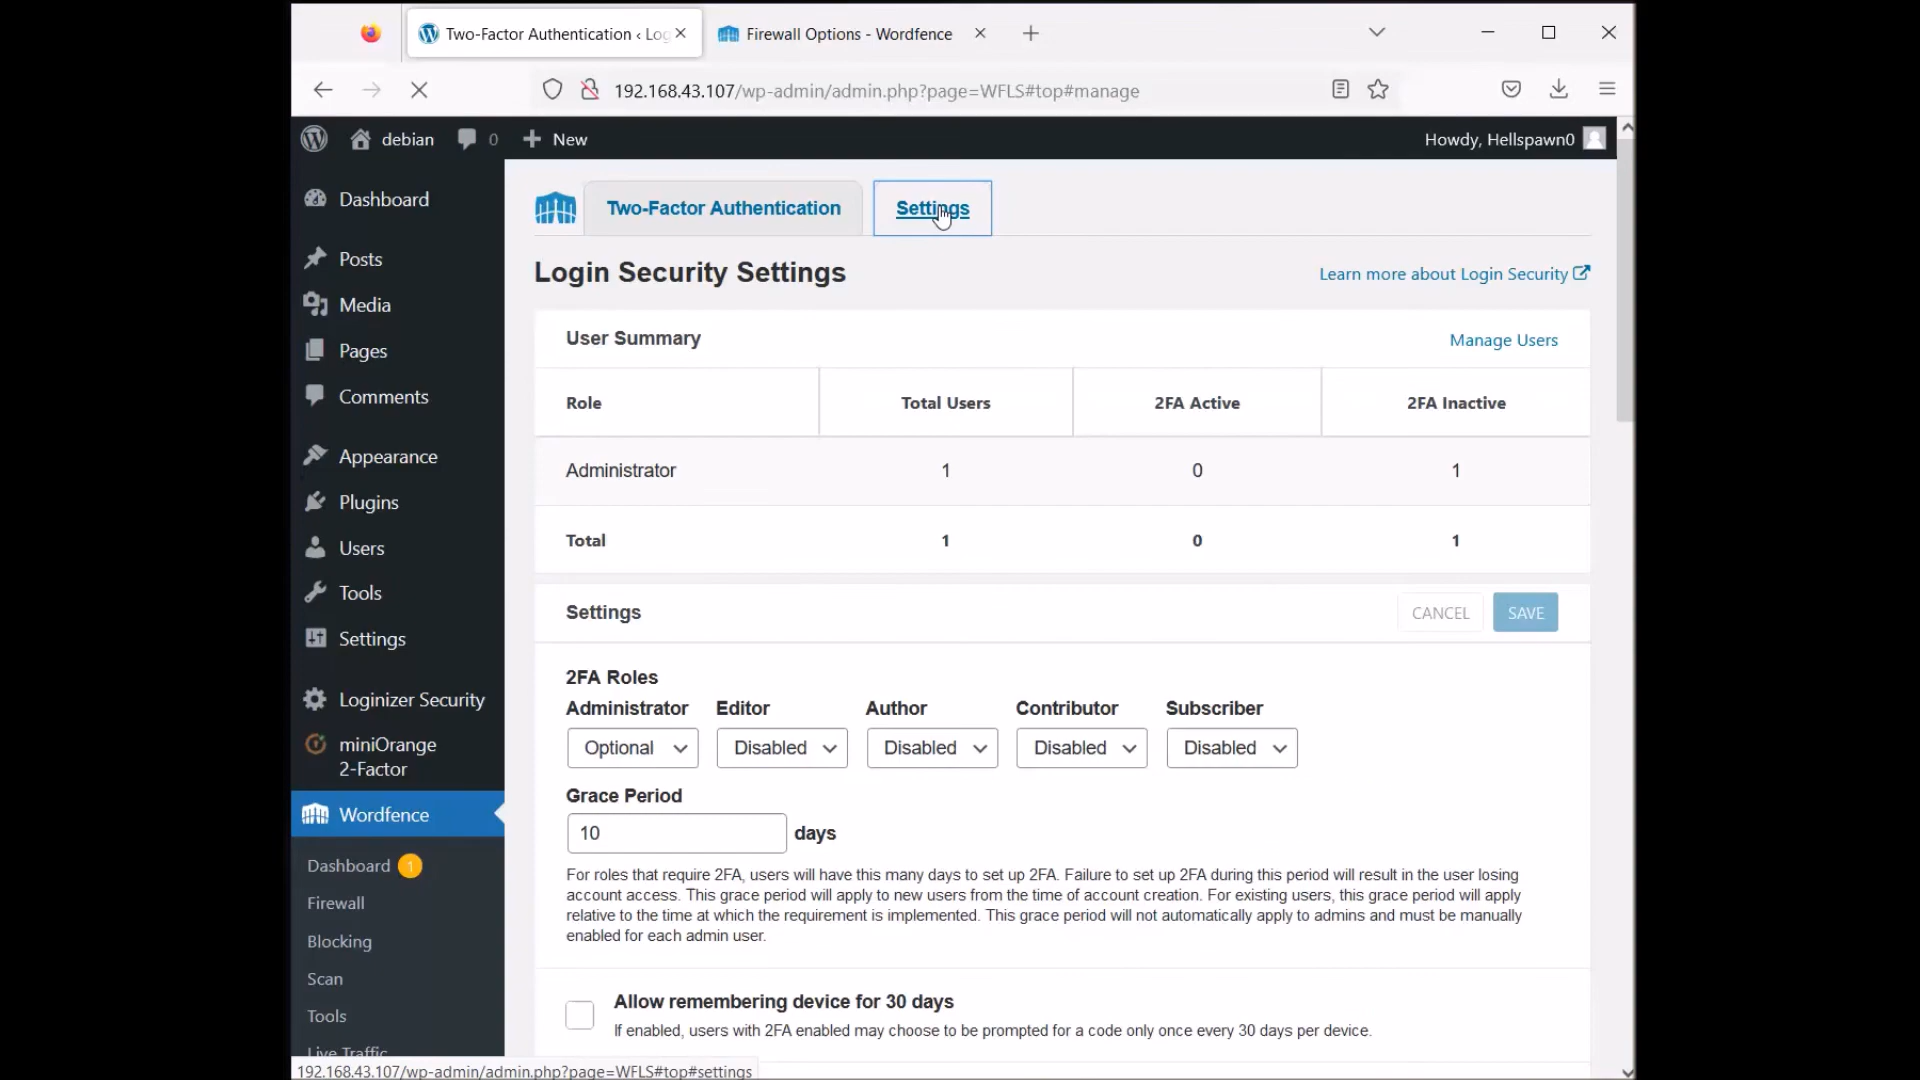 Two-Factor Authentication ‹ Log
Firewall Options - Wordfence
192.168.43.107/wp-admin/admin.php?page=WFLS#top#manage
debian
0
New
Howdy, Hellspawn0
Dashboard
Posts
Media
Pages
Comments
Appearance
Plugins
Users
Tools
Settings
Loginizer Security
miniOrange
2-Factor
Wordfence
Dashboard 1
Firewall
Blocking
Scan
Tools
Live Traffic
Two-Factor Authentication
Settings
Login Security Settings
Learn more about Login Security
User Summary
Manage Users
Role Total Users 2FA Active 2FA Inactive
Administrator 1 0 1
Total 1 0 1
Settings
CANCEL
SAVE
2FA Roles
Administrator Editor Author Contributor Subscriber
Optional Disabled Disabled Disabled Disabled
Grace Period
10 days
For roles that require 2FA, users will have this many days to set up 2FA. Failure to set up 2FA during this period will result in the user losing
account access. This grace period will apply to new users from the time of account creation. For existing users, this grace period will apply
relative to the time at which the requirement is implemented. This grace period will not automatically apply to admins and must be manually
enabled for each admin user.
Allow remembering device for 30 days
If enabled, users with 2FA enabled may choose to be prompted for a code only once every 30 days per device.
192.168.43.107/wp-admin/admin.php?page=WFLS#top#settings